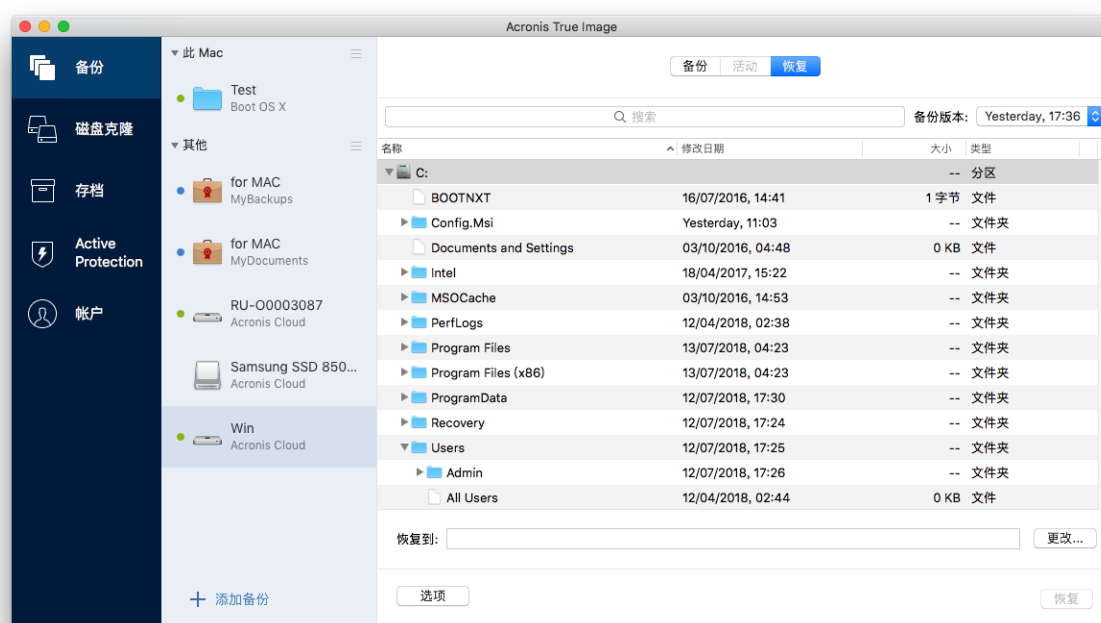 Acronis True Image
备份
磁盘克隆
存档
Active
Protection
帐户
此 Mac
Test
Boot OS X
其他
for MAC
MyBackups
for MAC
MyDocuments
RU-O0003087
Acronis Cloud
Samsung SSD 850...
Acronis Cloud
Win
Acronis Cloud
添加备份
备份 活动 恢复
搜索 备份版本: Yesterday, 17:36
名称 修改日期 大小 类型
C: -- 分区
BOOTNXT 16/07/2016, 14:41 1 字节 文件
Config.Msi Yesterday, 11:03 -- 文件夹
Documents and Settings 03/10/2016, 04:48 0 KB 文件
Intel 18/04/2017, 15:22 -- 文件夹
MSOCache 03/10/2016, 14:53 -- 文件夹
PerfLogs 12/04/2018, 02:38 -- 文件夹
Program Files 13/07/2018, 04:23 -- 文件夹
Program Files (x86) 13/07/2018, 04:23 -- 文件夹
ProgramData 12/07/2018, 17:30 -- 文件夹
Recovery 12/07/2018, 17:24 -- 文件夹
Users 12/07/2018, 17:25 -- 文件夹
Admin 12/07/2018, 17:26 -- 文件夹
All Users 12/04/2018, 02:44 0 KB 文件
恢复到: 更改...
选项 恢复